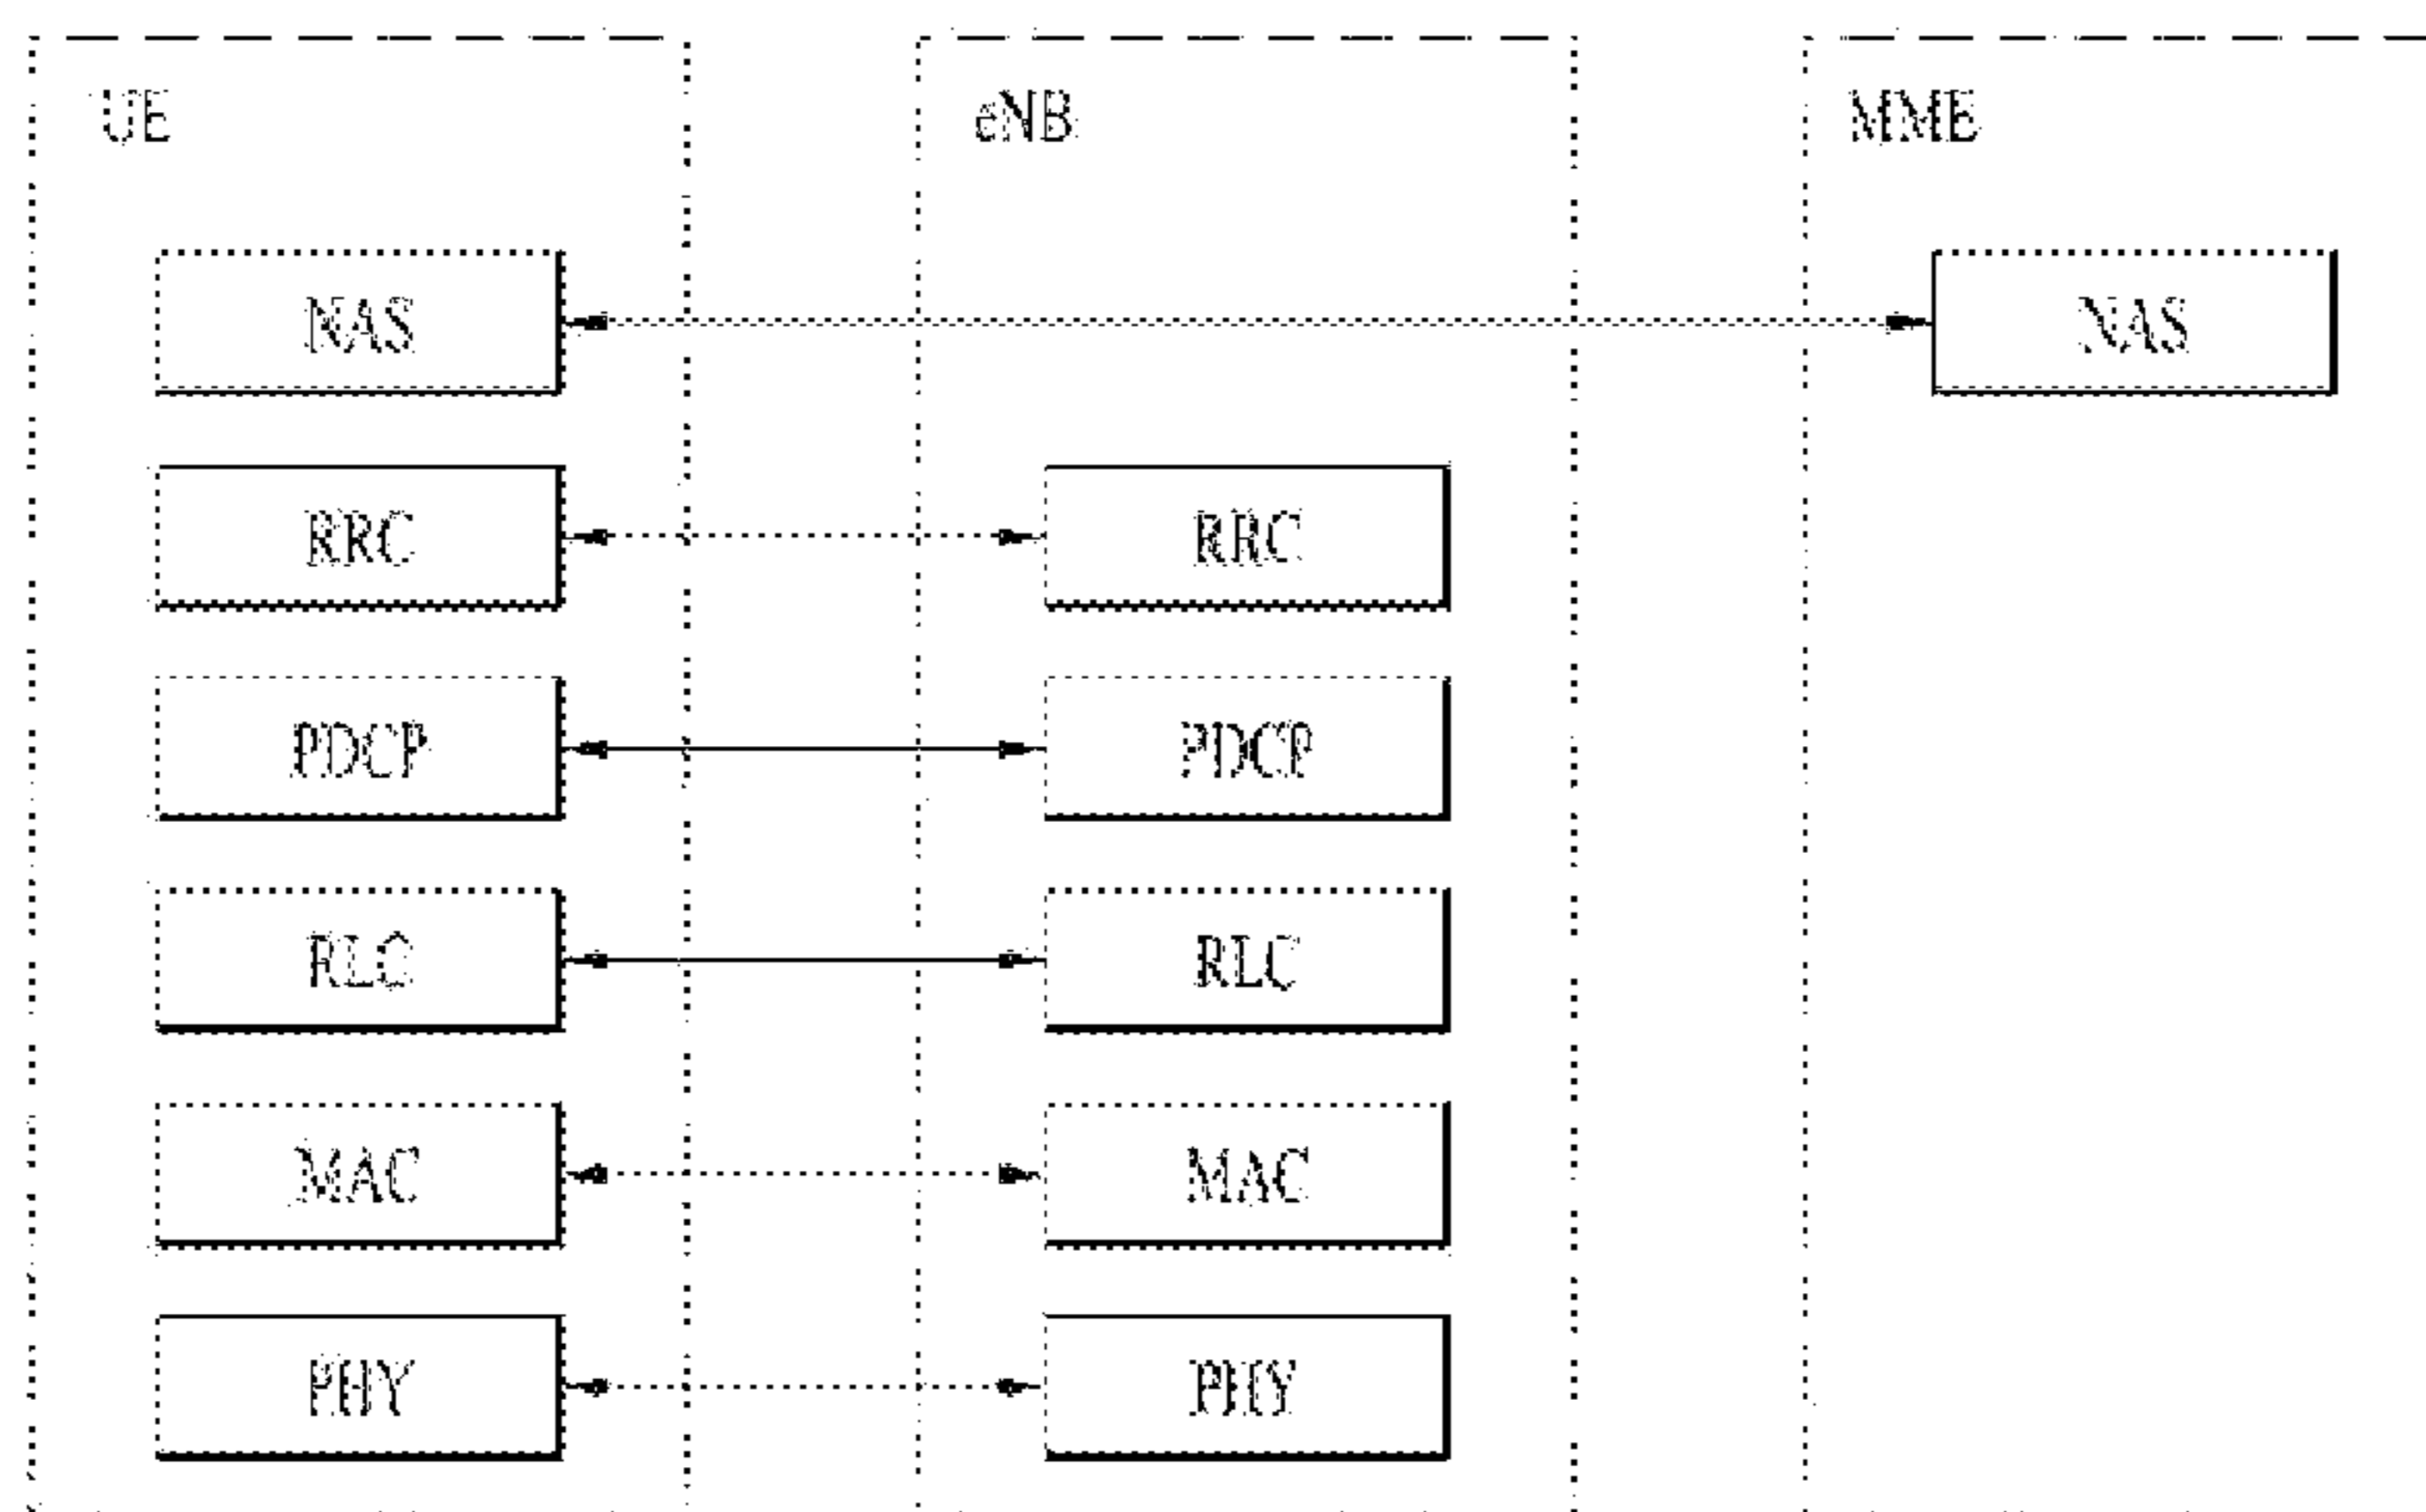 UE eNB MME
NAS NAS
RRC RRC
PDCP PDCP
RLC RLC
MAC MAC
PHY PHY